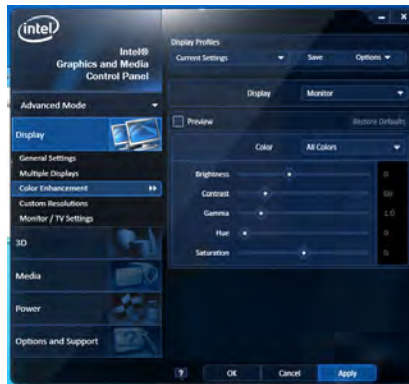 intel
Intel®
Graphics and Media
Control Panel
Advanced Mode
Display
General Settings
Multiple Displays
Color Enhancement
Custom Resolutions
Monitor / TV Settings
3D
Media
Power
Options and Support
Display Profiles
Current Settings
Save
Options
Display
Monitor
Preview
Restore Defaults
Color
All Colors
Brightness
0
Contrast
50
Gamma
1.0
Hue
0
Saturation
0
?
OK
Cancel
Apply